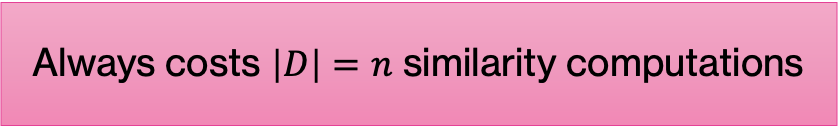 Always costs |D| = n similarity computations